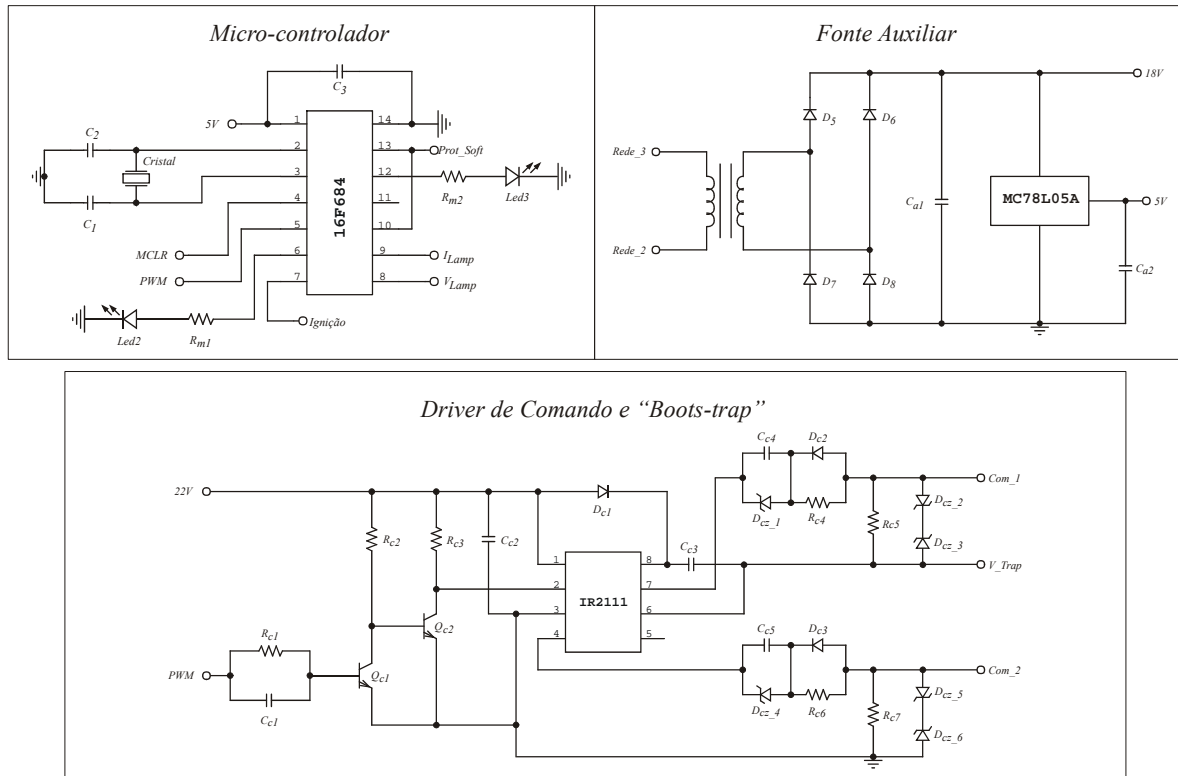 Micro-controlador
C3
5V
1
14
C2
2
13
Prot_Soft
Cristal
3
12
Rm2
Led3
16F684
4
11
C1
5
10
MCLR
6
9
ILamp
PWM
7
8
VLamp
Led2
Rm1
Ignição
Fonte Auxiliar
18V
D5
D6
Rede_3
Ca1
MC78L05A
5V
Rede_2
D7
D8
Ca2
Driver de Comando e “Boots-trap”
Cc4
Dc2
22V
Dc1
Com_1
Dcz_1
Rc4
Dcz_2
Rc2
Rc3
Cc2
Rc5
Dcz_3
Cc3
1
8
V_Trap
2
7
IR2111
3
6
4
5
Qc2
Cc5
Dc3
Rc1
PWM
Qc1
Com_2
Cc1
Dcz_4
Rc6
Rc7
Dcz_5
Dcz_6